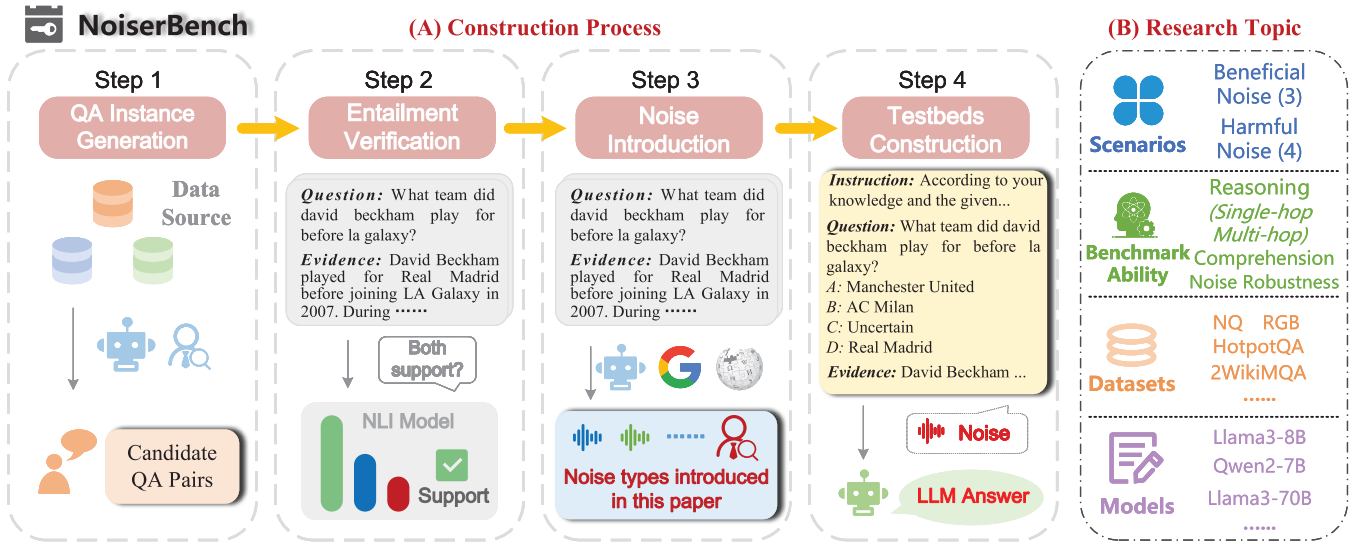 NoiserBench
(A) Construction Process
(B) Research Topic
Step 1
QA Instance
Generation
Data
Source
Candidate
QA Pairs
Step 2
Entailment
Verification
Question: What team did
david beckham play for
before la galaxy?
Evidence: David Beckham
played for Real Madrid
before joining LA Galaxy in
2007. During ······
Both
support?
NLI Model
Support
Step 3
Noise
Introduction
Question: What team did
david beckham play for
before la galaxy?
Evidence: David Beckham
played for Real Madrid
before joining LA Galaxy in
2007. During ······
G
Noise types introduced
in this paper
Step 4
Testbeds
Construction
Instruction: According to your
knowledge and the given...
Question: What team did david
beckham play for before la
galaxy?
A: Manchester United
B: AC Milan
C: Uncertain
D: Real Madrid
Evidence: David Beckham ...
Noise
LLM Answer
Scenarios
Beneficial
Noise (3)
Harmful
Noise (4)
Benchmark
Ability
Reasoning
(Single-hop
Multi-hop)
Comprehension
Noise Robustness
Datasets
NQ RGB
HotpotQA
2WikiMQA
······
Models
Llama3-8B
Qwen2-7B
Llama3-70B
······